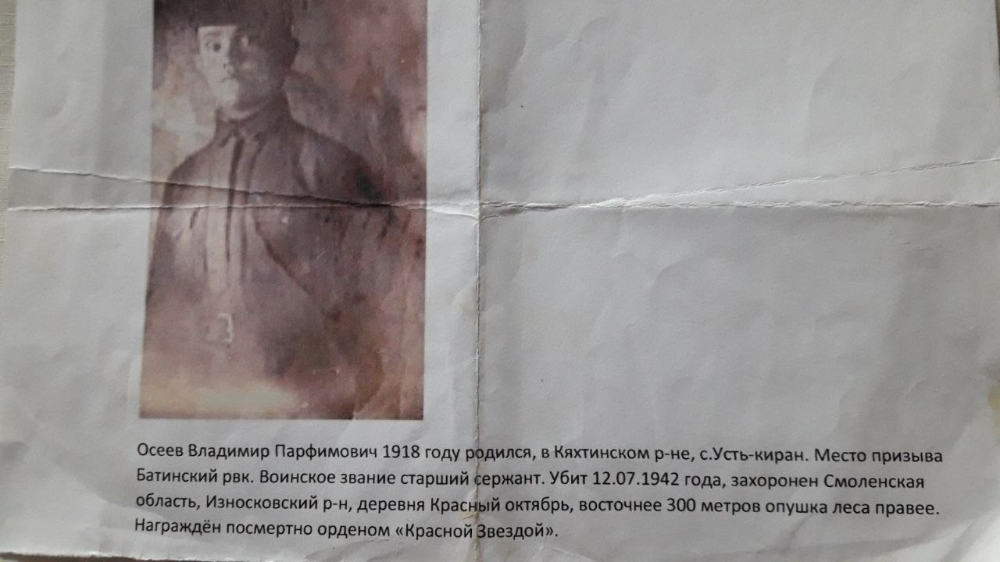 Осеев Владимир Парфимович 1918 году родился, в Кяхтинском р-не, с.Усть-киран. Место призыва
Батинский рвк. Воинское звание старший сержант. Убит 12.07.1942 года, захоронен Смоленская
область, Износковский р-н, деревня Красный октябрь, восточнее 300 метров опушка леса правее.
Награждён посмертно орденом «Красной Звездой».